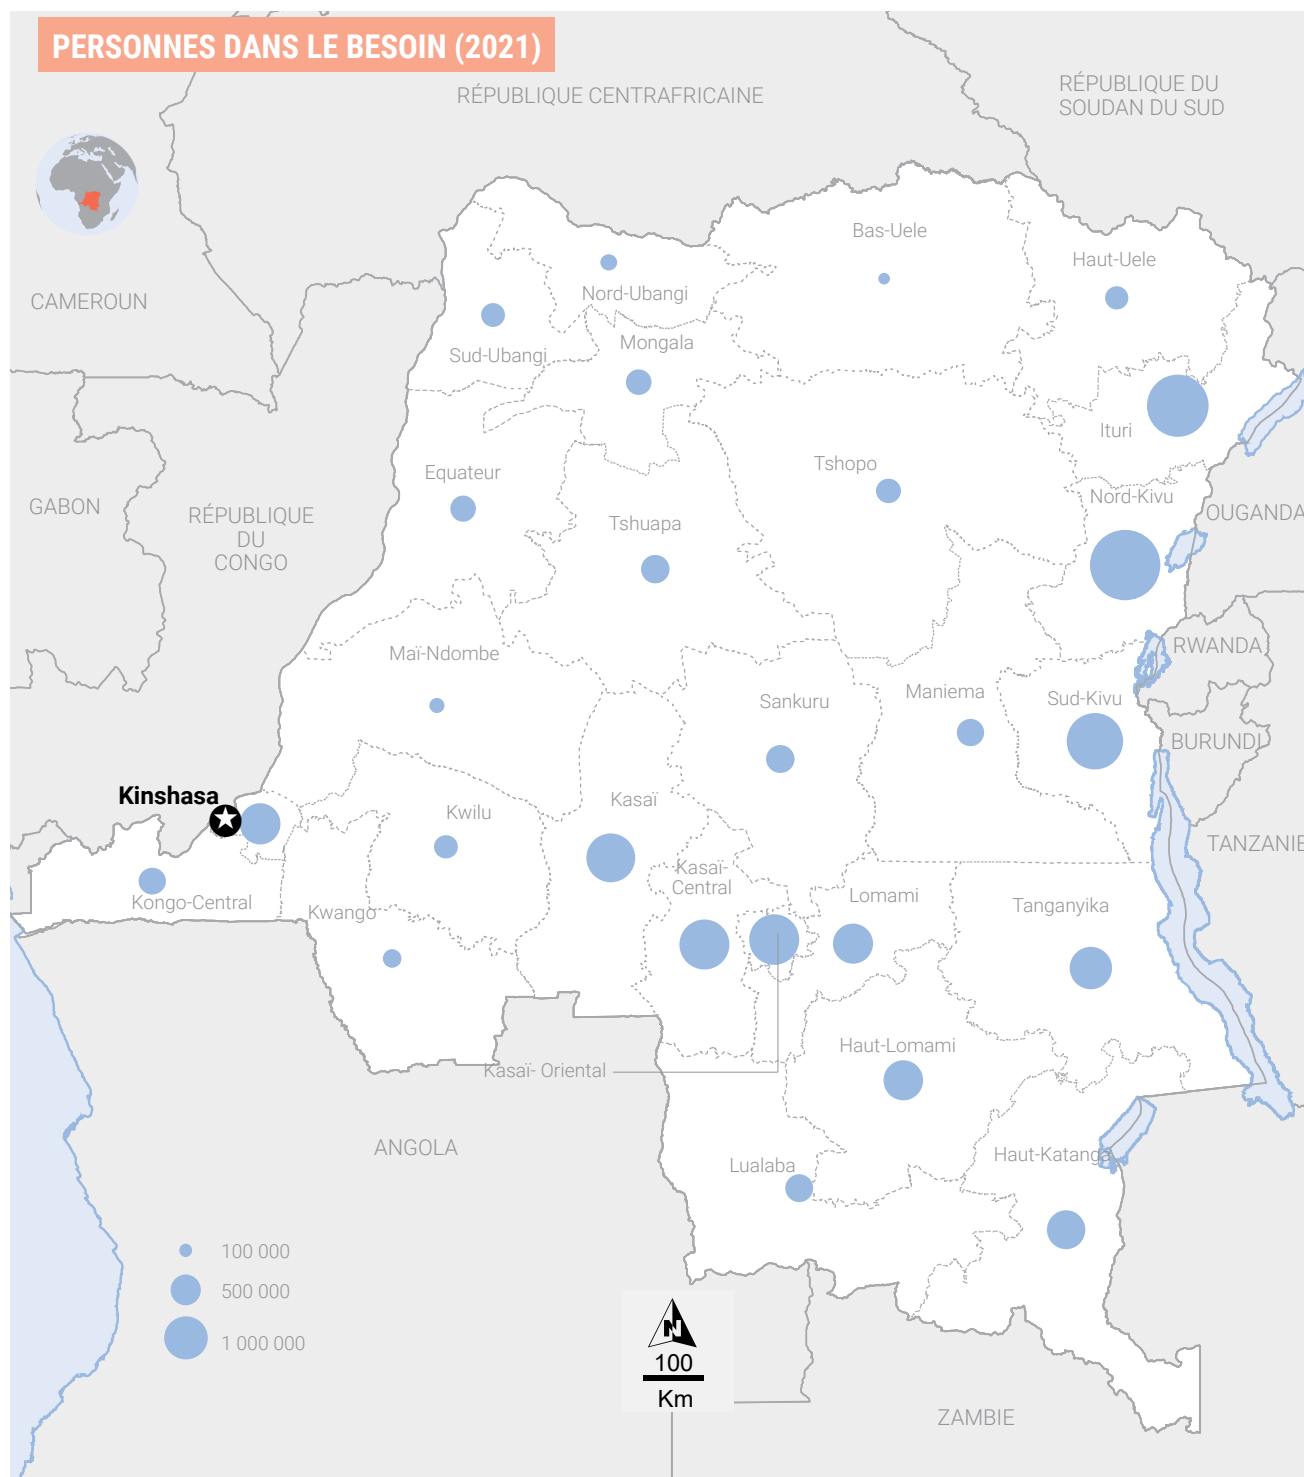 PERSONNES DANS LE BESOIN (2021)
RÉPUBLIQUE CENTRAFRICAINE
RÉPUBLIQUE DU
SOUDAN DU SUD
Bas-Uele
Haut-Uele
Nord-Ubangi
CAMEROUN
Sud-Ubangi
Mongala
Ituri
Equateur
Tshopo
Nord-Kivu
GABON
RÉPUBLIQUE
DU
CONGO
Tshuapa
OUGANDA
Maï-Ndombe
RWANDA
Sankuru
Maniema
Sud-Kivu
BURUNDI
Kinshasa
Kwilu
Kasaï
TANZANIE
Kasaï-
Central
Kongo-Central
Kwango
Lomami
Tanganyika
Haut-Lomami
Kasaï- Oriental
ANGOLA
Lualaba
Haut-Katanga
100 000
500 000
1 000 000
N
100
Km
ZAMBIE